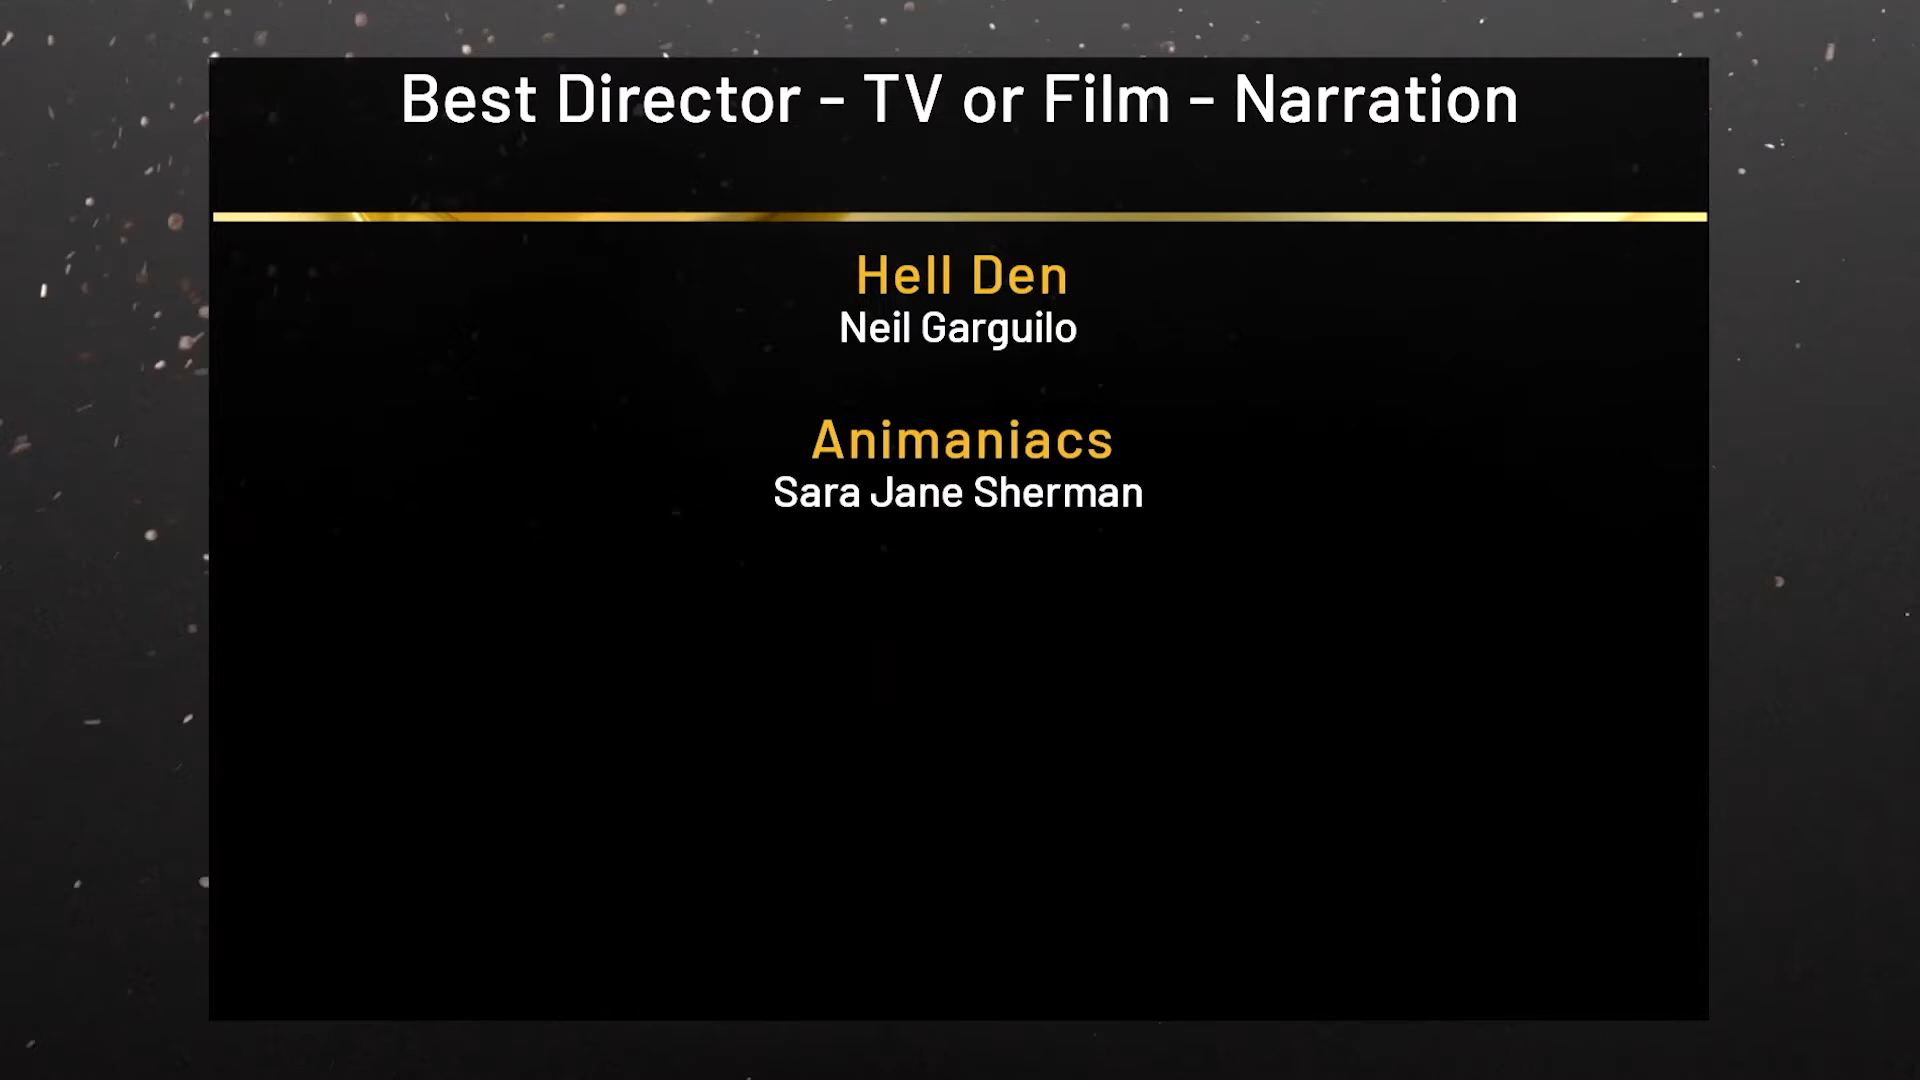 Best Director - TV or Film - Narration
Hell Den
Neil Garguilo
Animaniacs
Sara Jane Sherman